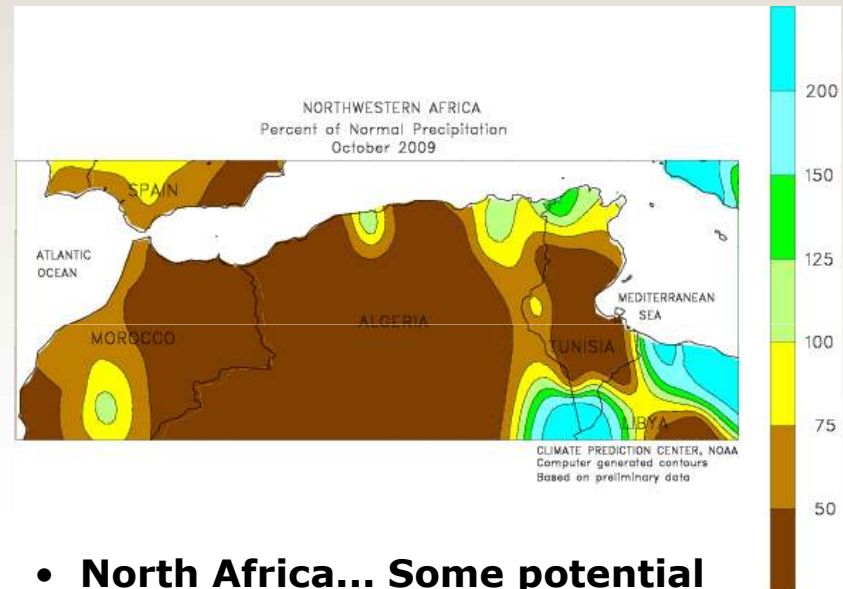 NORTHWESTERN AFRICA
Percent of Normal Precipitation
October 2009
200
150
125
100
75
50
SPAIN
ATLANTIC
OCEAN
MEDITERRANEAN
SEA
ALGERIA
MOROCCO
TUNISIA
LIBYA
CLIMATE PREDICTION CENTER, NOAA
Computer generated contours
Based on preliminary data
• North Africa... Some potential